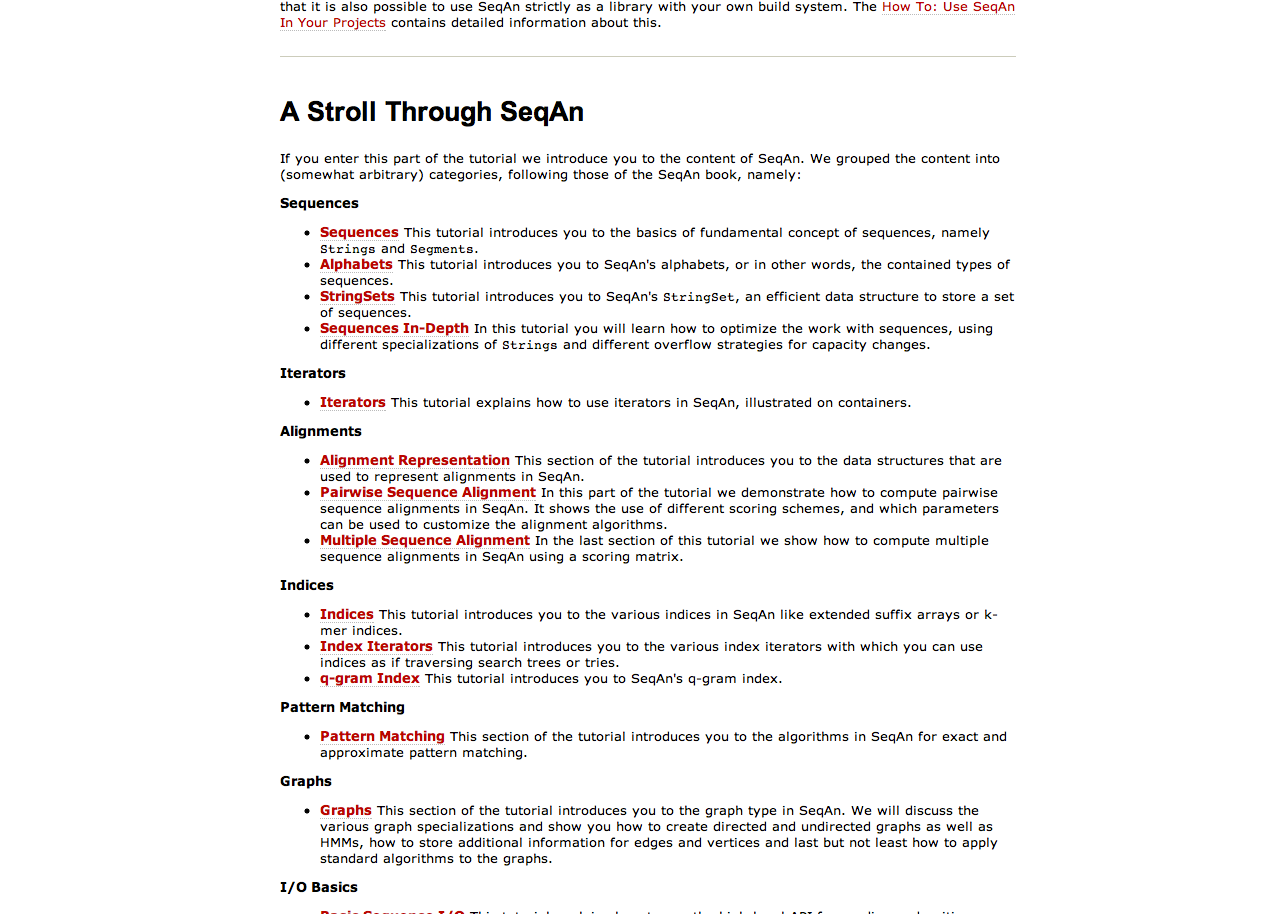 that it is also possible to use SeqAn strictly as a library with your own build system. The How To: Use SeqAn
In Your Projects contains detailed information about this.
A Stroll Through SeqAn
If you enter this part of the tutorial we introduce you to the content of SeqAn. We grouped the content into
(somewhat arbitrary) categories, following those of the SeqAn book, namely:
Sequences
• Sequences This tutorial introduces you to the basics of fundamental concept of sequences, namely
Strings and Segments.
• Alphabets This tutorial introduces you to SeqAn's alphabets, or in other words, the contained types of
sequences.
• StringSets This tutorial introduces you to SeqAn's StringSet, an efficient data structure to store a set
of sequences.
• Sequences In-Depth In this tutorial you will learn how to optimize the work with sequences, using
different specializations of Strings and different overflow strategies for capacity changes.
Iterators
• Iterators This tutorial explains how to use iterators in SeqAn, illustrated on containers.
Alignments
• Alignment Representation This section of the tutorial introduces you to the data structures that are
used to represent alignments in SeqAn.
• Pairwise Sequence Alignment In this part of the tutorial we demonstrate how to compute pairwise
sequence alignments in SeqAn. It shows the use of different scoring schemes, and which parameters
can be used to customize the alignment algorithms.
• Multiple Sequence Alignment In the last section of this tutorial we show how to compute multiple
sequence alignments in SeqAn using a scoring matrix.
Indices
• Indices This tutorial introduces you to the various indices in SeqAn like extended suffix arrays or k-
mer indices.
• Index Iterators This tutorial introduces you to the various index iterators with which you can use
indices as if traversing search trees or tries.
• q-gram Index This tutorial introduces you to SeqAn's q-gram index.
Pattern Matching
• Pattern Matching This section of the tutorial introduces you to the algorithms in SeqAn for exact and
approximate pattern matching.
Graphs
• Graphs This section of the tutorial introduces you to the graph type in SeqAn. We will discuss the
various graph specializations and show you how to create directed and undirected graphs as well as
HMMs, how to store additional information for edges and vertices and last but not least how to apply
standard algorithms to the graphs.
I/O Basics